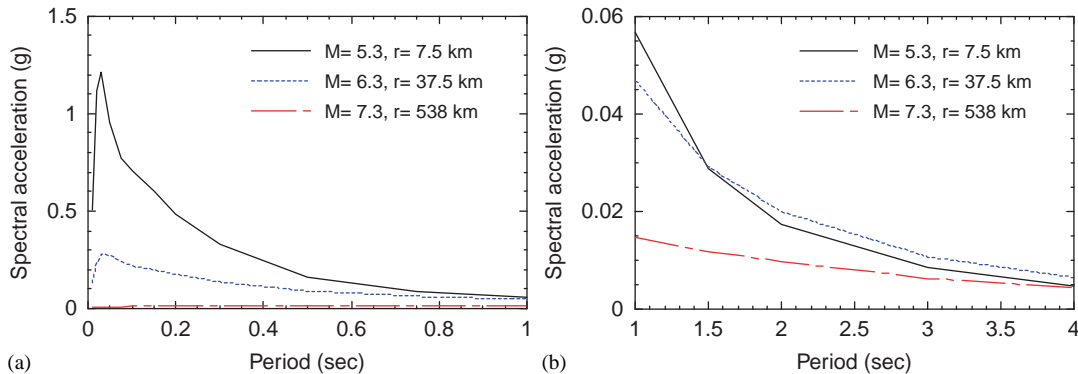 Spectral acceleration (g)
1.5
1
0.5
0
M= 5.3, r= 7.5 km
M= 6.3, r= 37.5 km
M= 7.3, r= 538 km
0 0.2 0.4 0.6 0.8 1
Period (sec)
(a)
Spectral acceleration (g)
0.06
0.04
0.02
0
M= 5.3, r= 7.5 km
M= 6.3, r= 37.5 km
M= 7.3, r= 538 km
1 1.5 2 2.5 3 3.5 4
Period (sec)
(b)